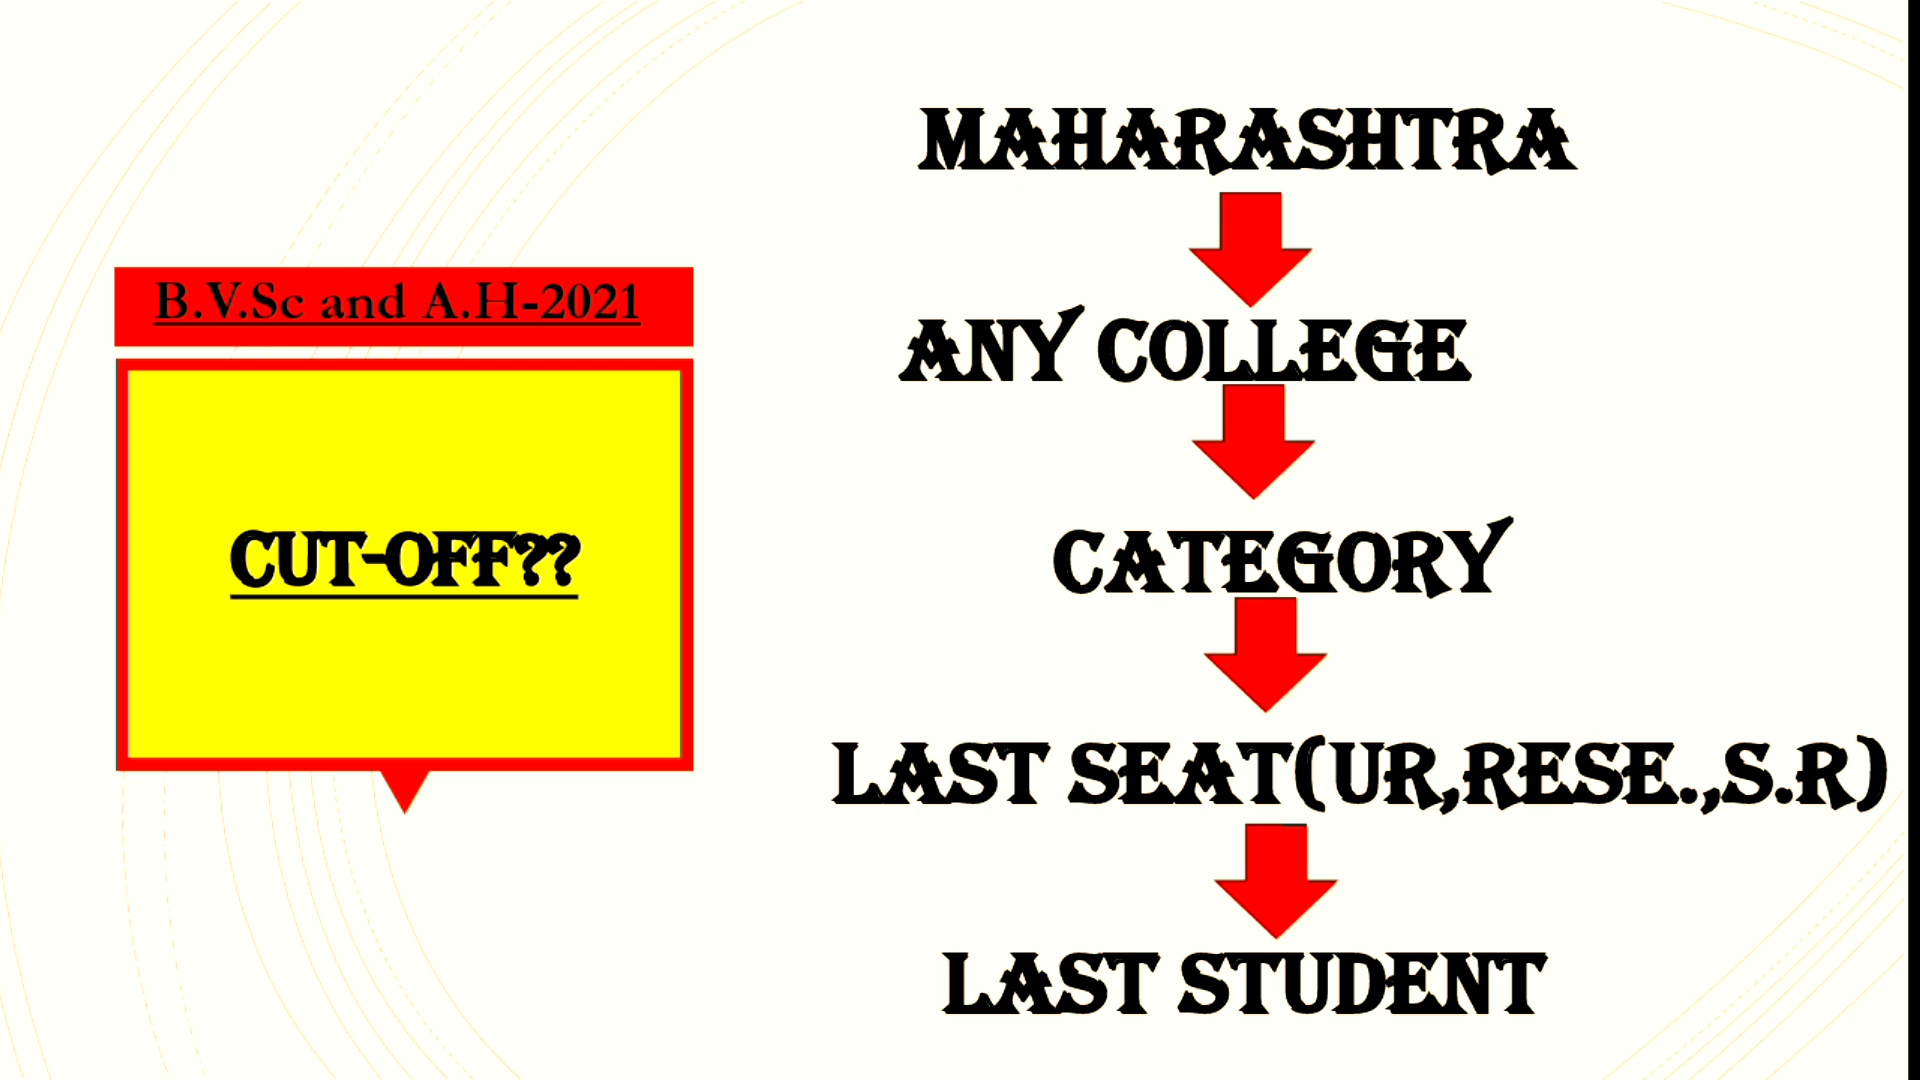 B.V.Sc and A.H-2021
CUT-OFF??
MAHARASHTRA
ANY COLLEGE
CATEGORY
LAST SEAT(UR,RESE.,S.R)
LAST STUDENT